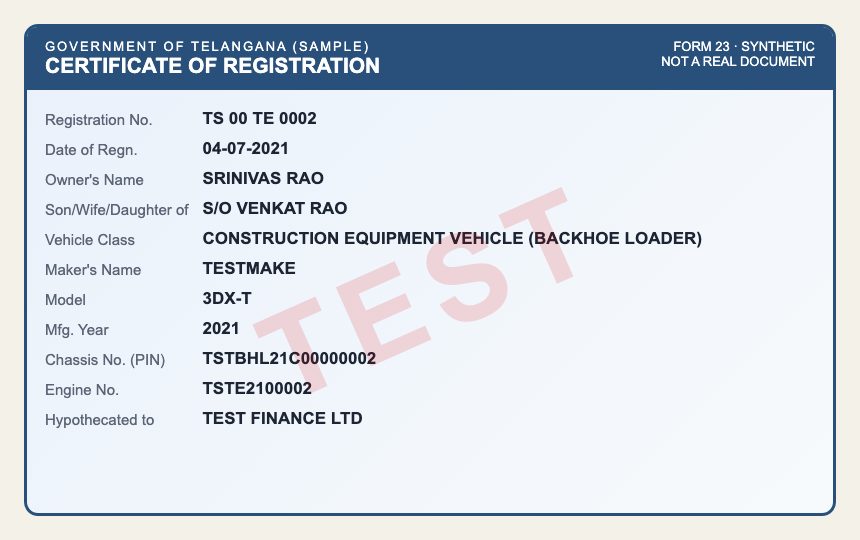 GOVERNMENT OF TELANGANA (SAMPLE)
CERTIFICATE OF REGISTRATION
FORM 23 · SYNTHETIC
NOT A REAL DOCUMENT
Registration No. TS 00 TE 0002
Date of Regn. 04-07-2021
Owner's Name SRINIVAS RAO
Son/Wife/Daughter of S/O VENKAT RAO
Vehicle Class CONSTRUCTION EQUIPMENT VEHICLE (BACKHOE LOADER)
Maker's Name TESTMAKE
Model 3DX-T
Mfg. Year 2021
Chassis No. (PIN) TSTBHL21C00000002
Engine No. TSTE2100002
Hypothecated to TEST FINANCE LTD
TEST